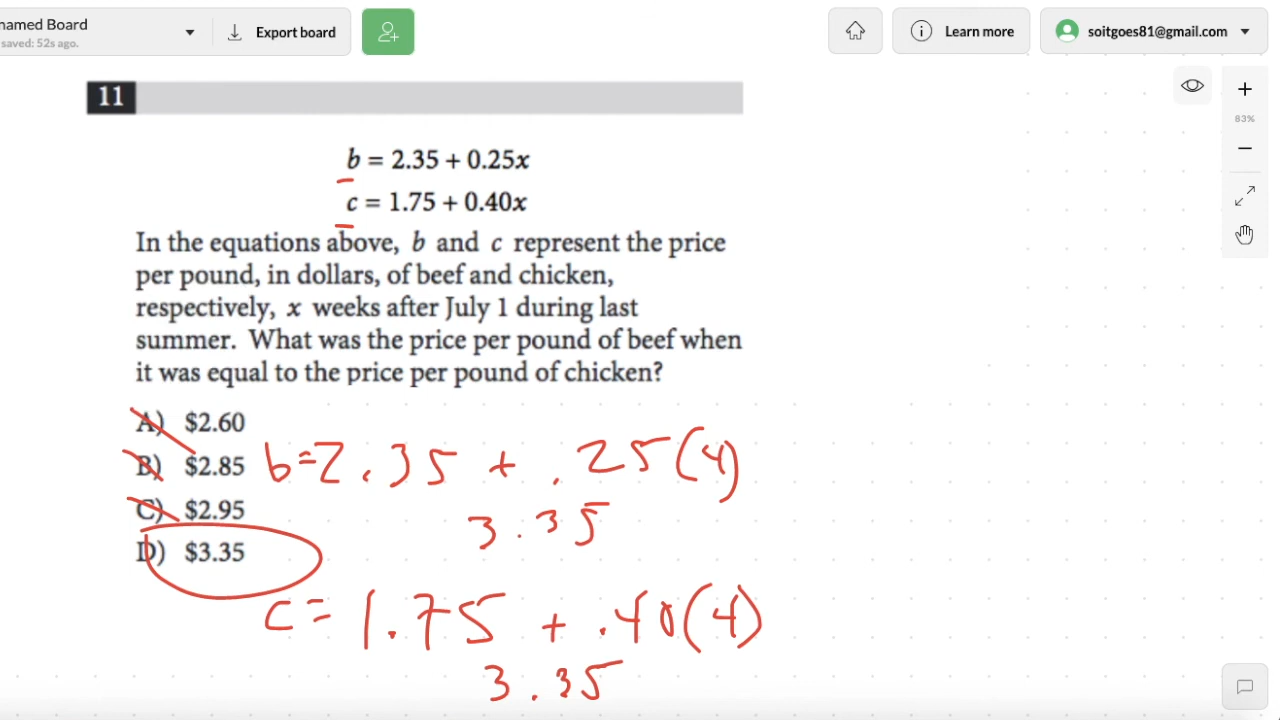 named Board
saved: 52s ago.
Export board
Learn more
soitgoes81@gmail.com
83%
11
b = 2.35 + 0.25x
c = 1.75 + 0.40x
In the equations above, b and c represent the price
per pound, in dollars, of beef and chicken,
respectively, x weeks after July 1 during last
summer. What was the price per pound of beef when
it was equal to the price per pound of chicken?
A) $2.60
B) $2.85
b=2.35 + .25(4)
C) $2.95
3.35
D) $3.35
c= 1.75 + .40(4)
3.35